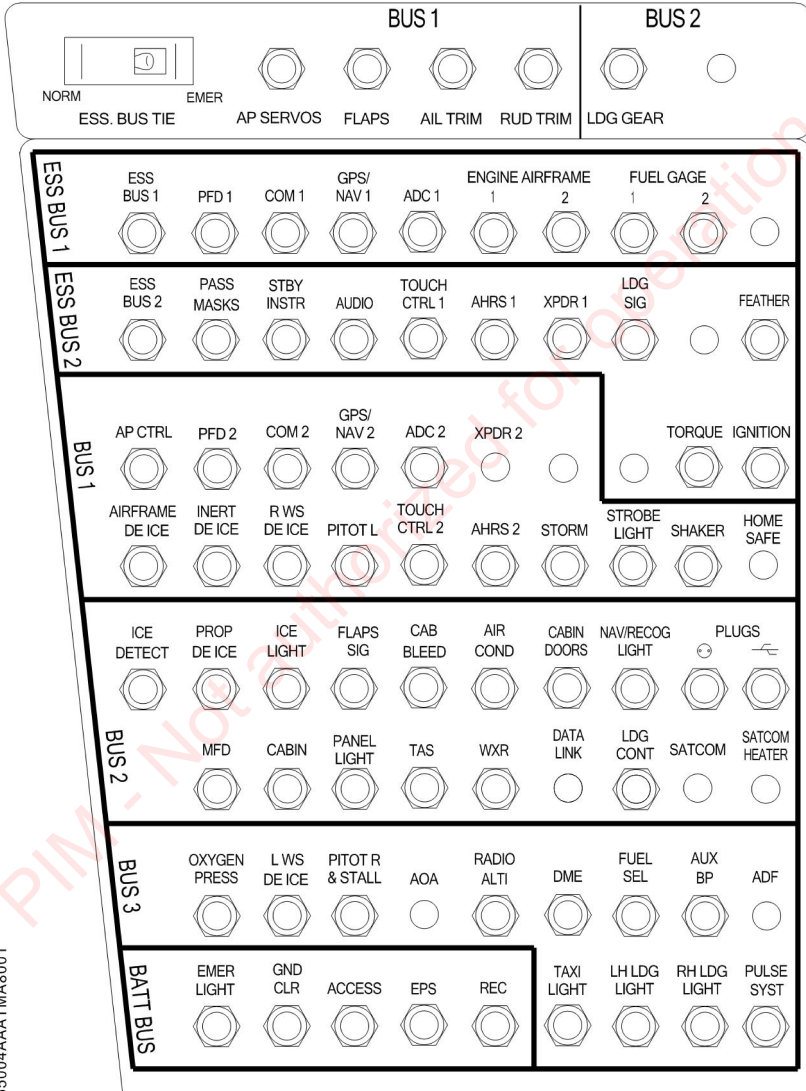 BUS 1 BUS 2
NORM EMER
ESS. BUS TIE AP SERVOS FLAPS AIL TRIM RUD TRIM LDG GEAR
ESS BUS 1
ESS GPS/ ENGINE AIRFRAME FUEL GAGE
BUS 1 PFD 1 COM 1 NAV 1 ADC 1 1 2 1 2
ESS BUS 2
ESS PASS STBY TOUCH LDG
BUS 2 MASKS INSTR AUDIO CTRL 1 AHRS 1 XPDR 1 SIG FEATHER
BUS 1
GPS/
AP CTRL PFD 2 COM 2 NAV 2 ADC 2 XPDR 2 TORQUE IGNITION
AIRFRAME INERT R WS TOUCH STROBE HOME
DE ICE DE ICE DE ICE PITOT L CTRL 2 AHRS 2 STORM LIGHT SHAKER SAFE
BUS 2
ICE PROP ICE FLAPS CAB AIR CABIN NAV/RECOG PLUGS
DETECT DE ICE LIGHT SIG BLEED COND DOORS LIGHT
PANEL DATA LDG SATCOM
MFD CABIN LIGHT TAS WXR LINK CONT SATCOM HEATER
BUS 3
OXYGEN L WS PITOT R RADIO FUEL AUX
PRESS DE ICE & STALL AOA ALTI DME SEL BP ADF
BATT BUS
EMER GND TAXI LH LDG RH LDG PULSE
LIGHT CLR ACCESS EPS REC LIGHT LIGHT LIGHT SYST
PIM - Not authorized for operation